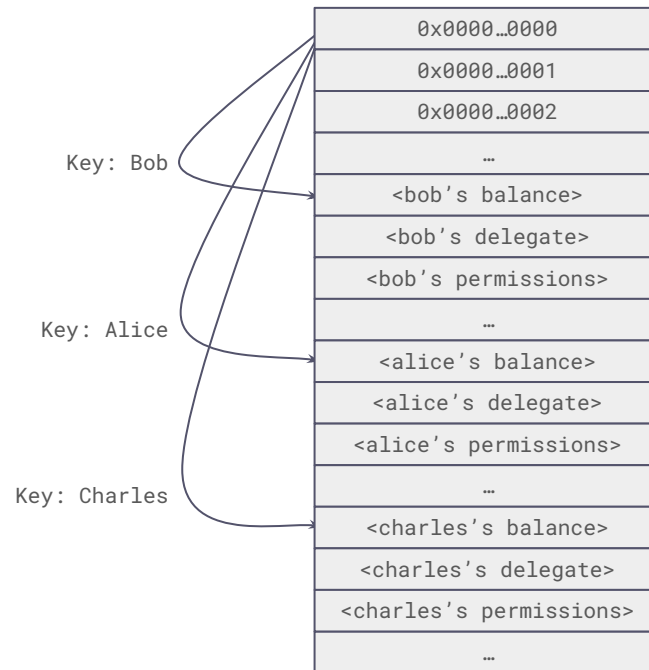 0x0000…0000
0x0000…0001
0x0000…0002
…
Key: Bob
<bob’s balance>
<bob’s delegate>
<bob’s permissions>
…
Key: Alice
<alice’s balance>
<alice’s delegate>
<alice’s permissions>
…
Key: Charles
<charles’s balance>
<charles’s delegate>
<charles’s permissions>
…